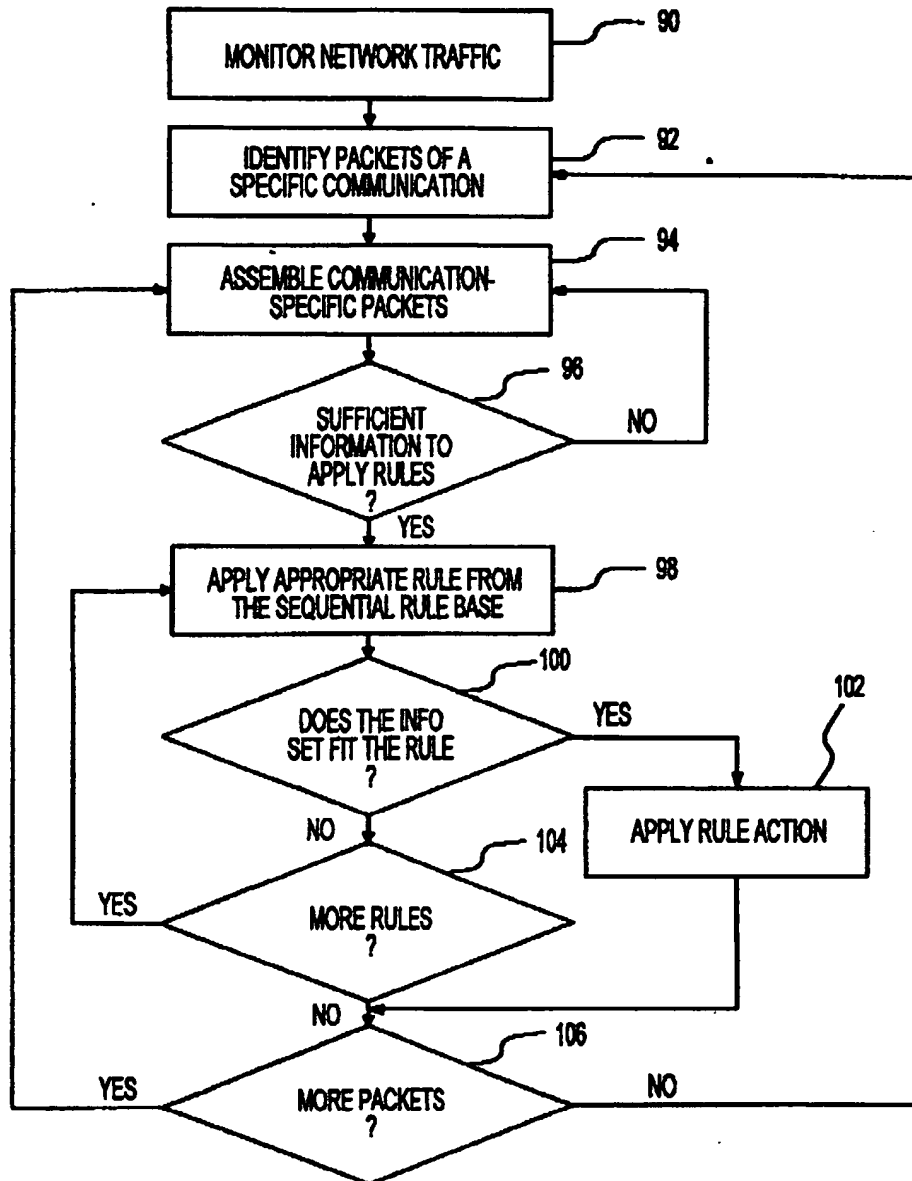 90
MONITOR NETWORK TRAFFIC
92
IDENTIFY PACKETS OF A
SPECIFIC COMMUNICATION
94
ASSEMBLE COMMUNICATION-
SPECIFIC PACKETS
96
SUFFICIENT
INFORMATION TO
APPLY RULES
?
NO
YES
98
APPLY APPROPRIATE RULE FROM
THE SEQUENTIAL RULE BASE
100
DOES THE INFO
SET FIT THE RULE
?
YES
102
APPLY RULE ACTION
NO
104
MORE RULES
?
YES
NO
106
MORE PACKETS
?
YES
NO